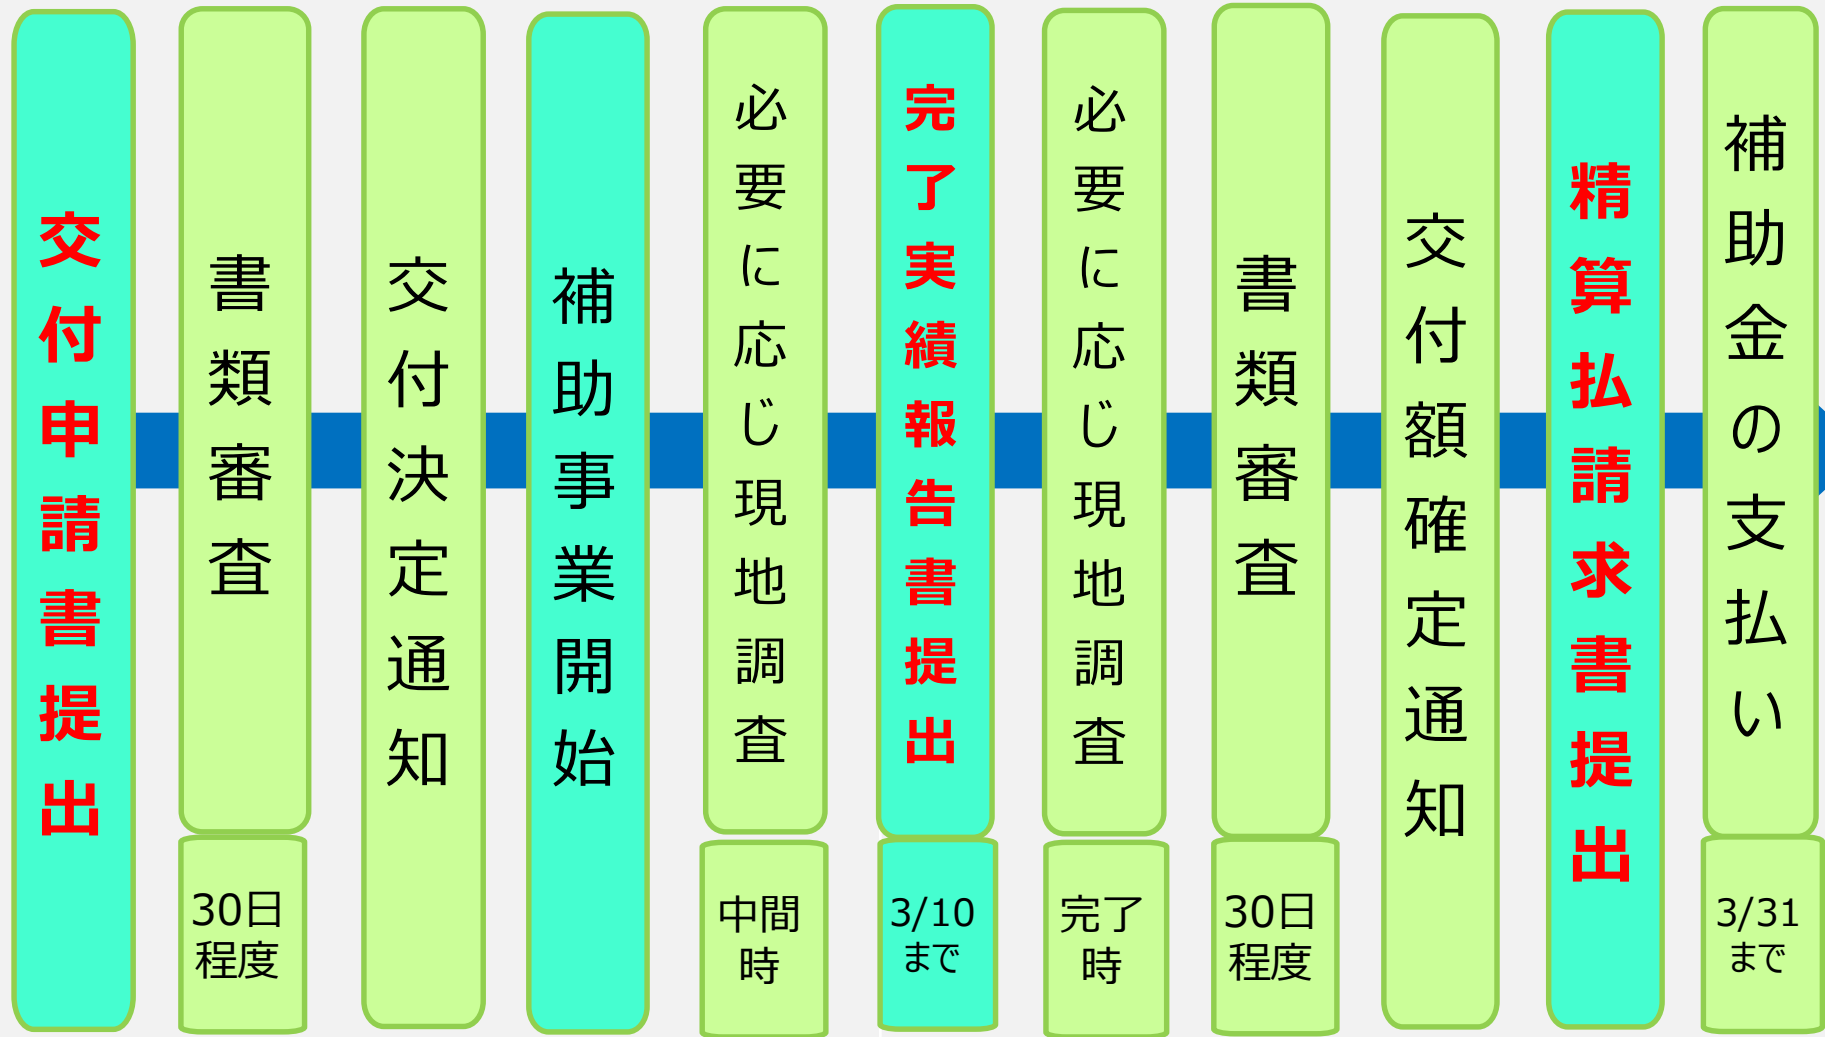 交付申請書提出
書類審査
30日
程度
交付決定通知
補助事業開始
必要に応じ現地調査
中間
時
完了実績報告書提出
3/10
まで
必要に応じ現地調査
完了
時
書類審査
30日
程度
交付額確定通知
精算払請求書提出
補助金の支払い
3/31
まで